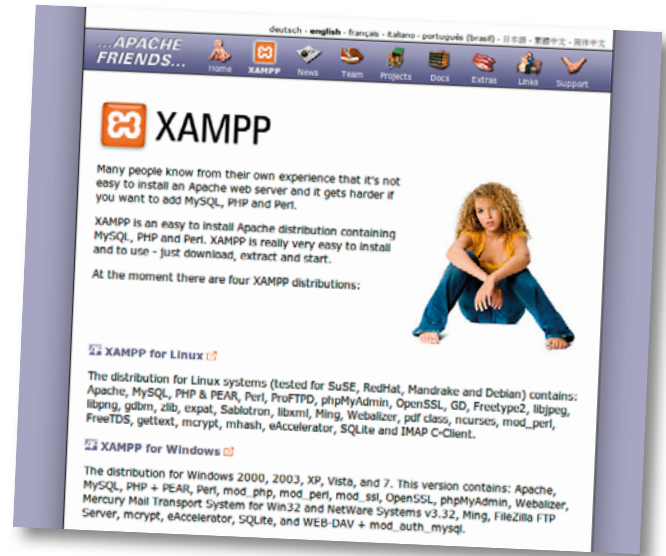 deutsch - english - français - italiano - português (brasil) - 日本語 - 繁體中文 - 简体中文
...APACHE
FRIENDS...
Home XAMPP News Team Projects Docs Extras Links Support
XAMPP
Many people know from their own experience that it's not
easy to install an Apache web server and it gets harder if
you want to add MySQL, PHP and Perl.
XAMPP is an easy to install Apache distribution containing
MySQL, PHP and Perl. XAMPP is really very easy to install
and to use - just download, extract and start.
At the moment there are four XAMPP distributions:
XAMPP for Linux
The distribution for Linux systems (tested for SuSE, RedHat, Mandrake and Debian) contains:
Apache, MySQL, PHP & PEAR, Perl, ProFTPD, phpMyAdmin, OpenSSL, GD, Freetype2, libjpeg,
libpng, gdbm, zlib, expat, Sablotron, libxml, Ming, Webalizer, pdf class, ncurses, mod_perl,
FreeTDS, gettext, mcrypt, mhash, eAccelerator, SQLite and IMAP C-Client.
XAMPP for Windows
The distribution for Windows 2000, 2003, XP, Vista, and 7. This version contains: Apache,
MySQL, PHP + PEAR, Perl, mod_php, mod_perl, mod_ssl, OpenSSL, phpMyAdmin, Webalizer,
Mercury Mail Transport System for Win32 and NetWare Systems v3.32, Ming, FileZilla FTP
Server, mcrypt, eAccelerator, SQLite, and WEB-DAV + mod_auth_mysql.